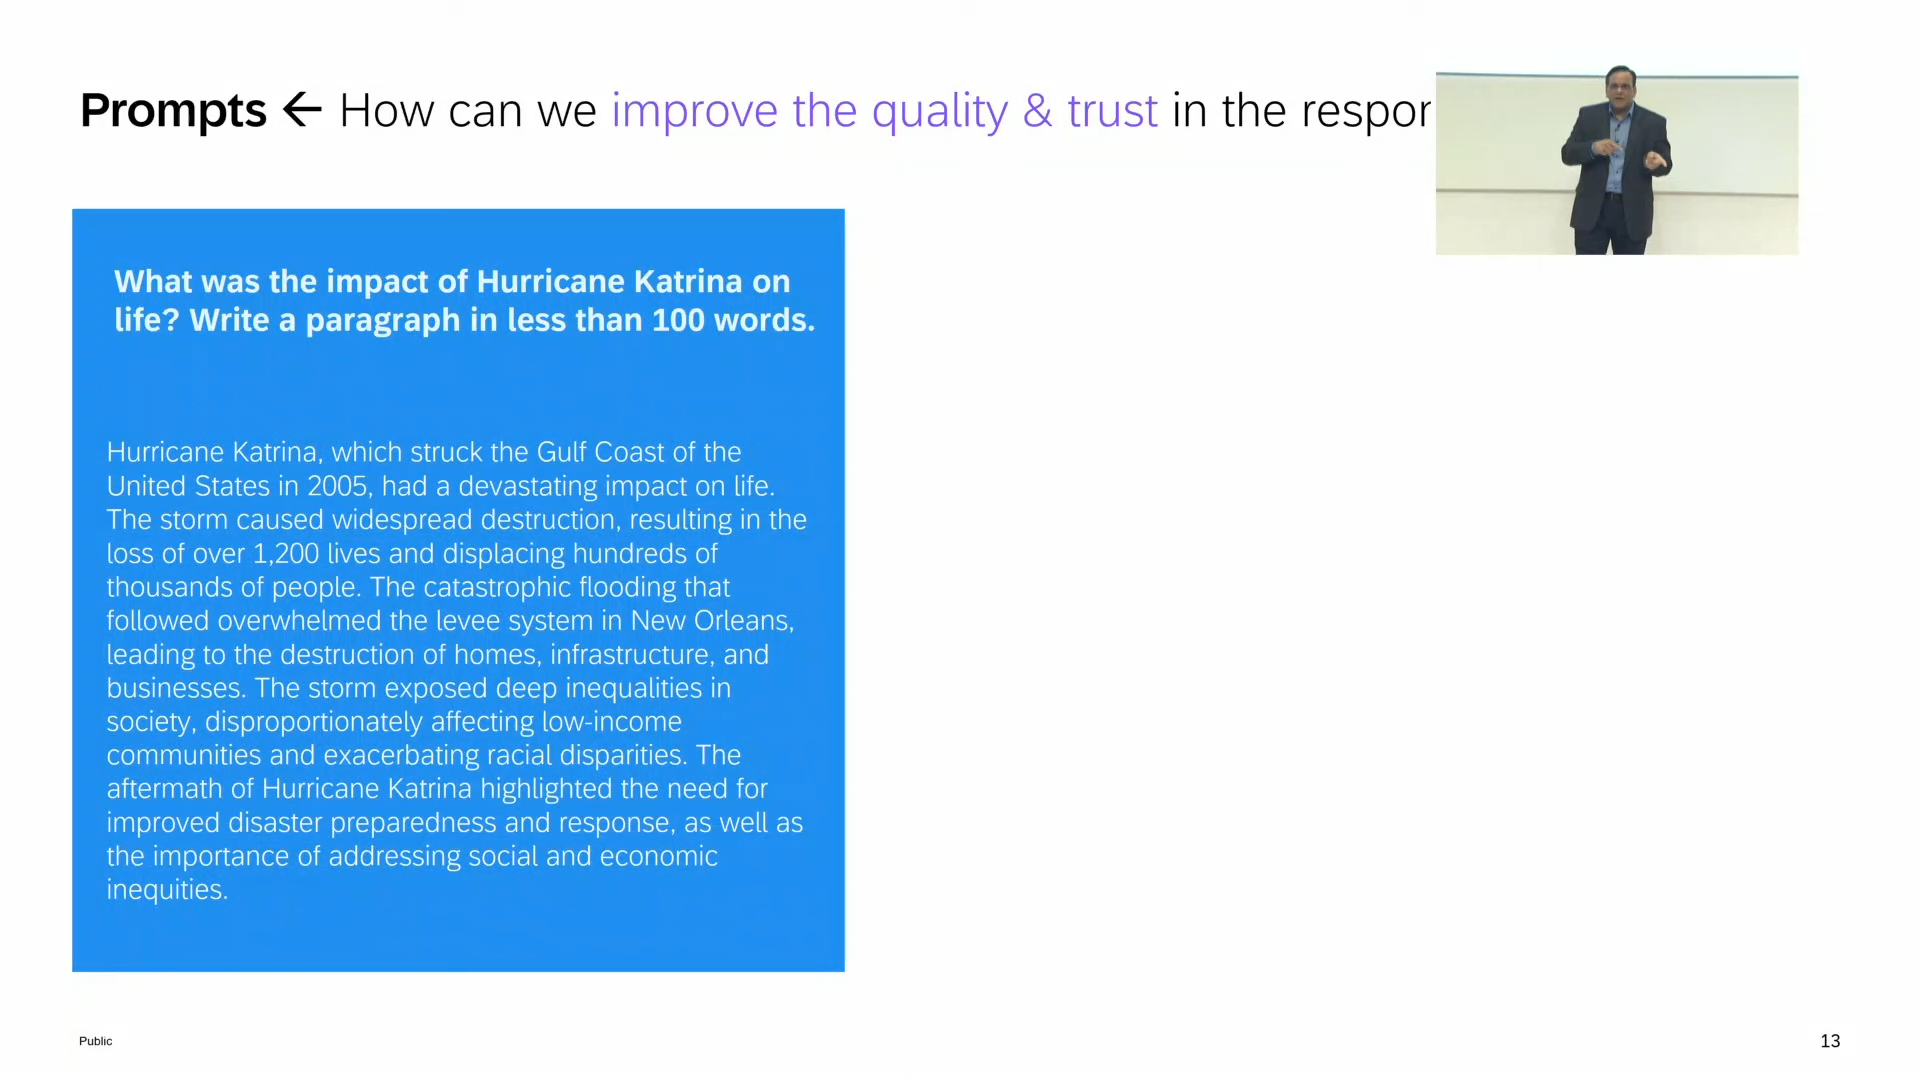 Prompts ← How can we improve the quality & trust in the respon
What was the impact of Hurricane Katrina on
life? Write a paragraph in less than 100 words.
Hurricane Katrina, which struck the Gulf Coast of the
United States in 2005, had a devastating impact on life.
The storm caused widespread destruction, resulting in the
loss of over 1,200 lives and displacing hundreds of
thousands of people. The catastrophic flooding that
followed overwhelmed the levee system in New Orleans,
leading to the destruction of homes, infrastructure, and
businesses. The storm exposed deep inequalities in
society, disproportionately affecting low-income
communities and exacerbating racial disparities. The
aftermath of Hurricane Katrina highlighted the need for
improved disaster preparedness and response, as well as
the importance of addressing social and economic
inequities.
Public
13